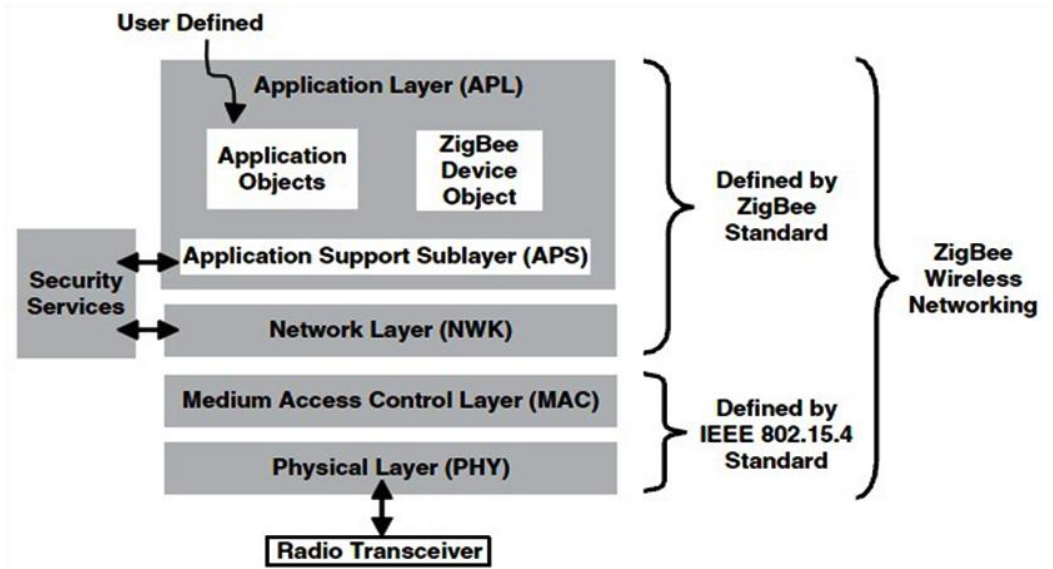 User Defined
Application Layer (APL)
Application
Objects
ZigBee
Device
Object
Application Support Sublayer (APS)
Security
Services
Network Layer (NWK)
Medium Access Control Layer (MAC)
Physical Layer (PHY)
Radio Transceiver
Defined by
ZigBee
Standard
Defined by
IEEE 802.15.4
Standard
ZigBee
Wireless
Networking